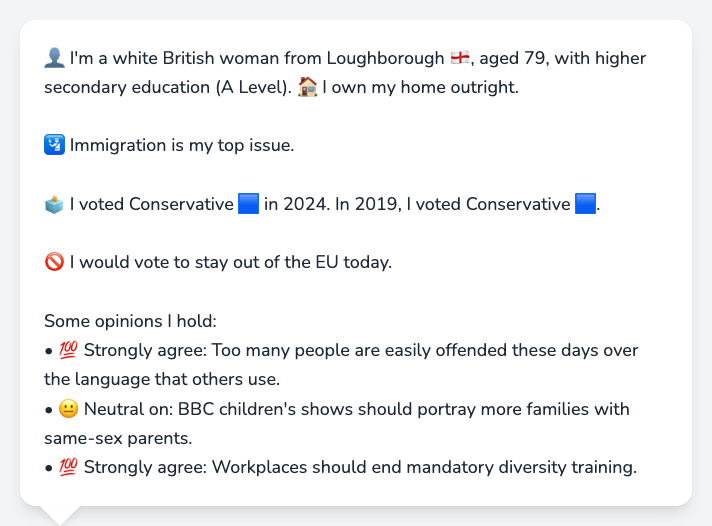 👤 I'm a white British woman from Loughborough 🏴󠁧󠁢󠁥󠁮󠁧󠁿, aged 79, with higher
secondary education (A Level). 🏠 I own my home outright.
🛂 Immigration is my top issue.
🗳️ I voted Conservative 🟦 in 2024. In 2019, I voted Conservative 🟦.
🚫 I would vote to stay out of the EU today.
Some opinions I hold:
• 💯 Strongly agree: Too many people are easily offended these days over
the language that others use.
• 😐 Neutral on: BBC children's shows should portray more families with
same-sex parents.
• 💯 Strongly agree: Workplaces should end mandatory diversity training.